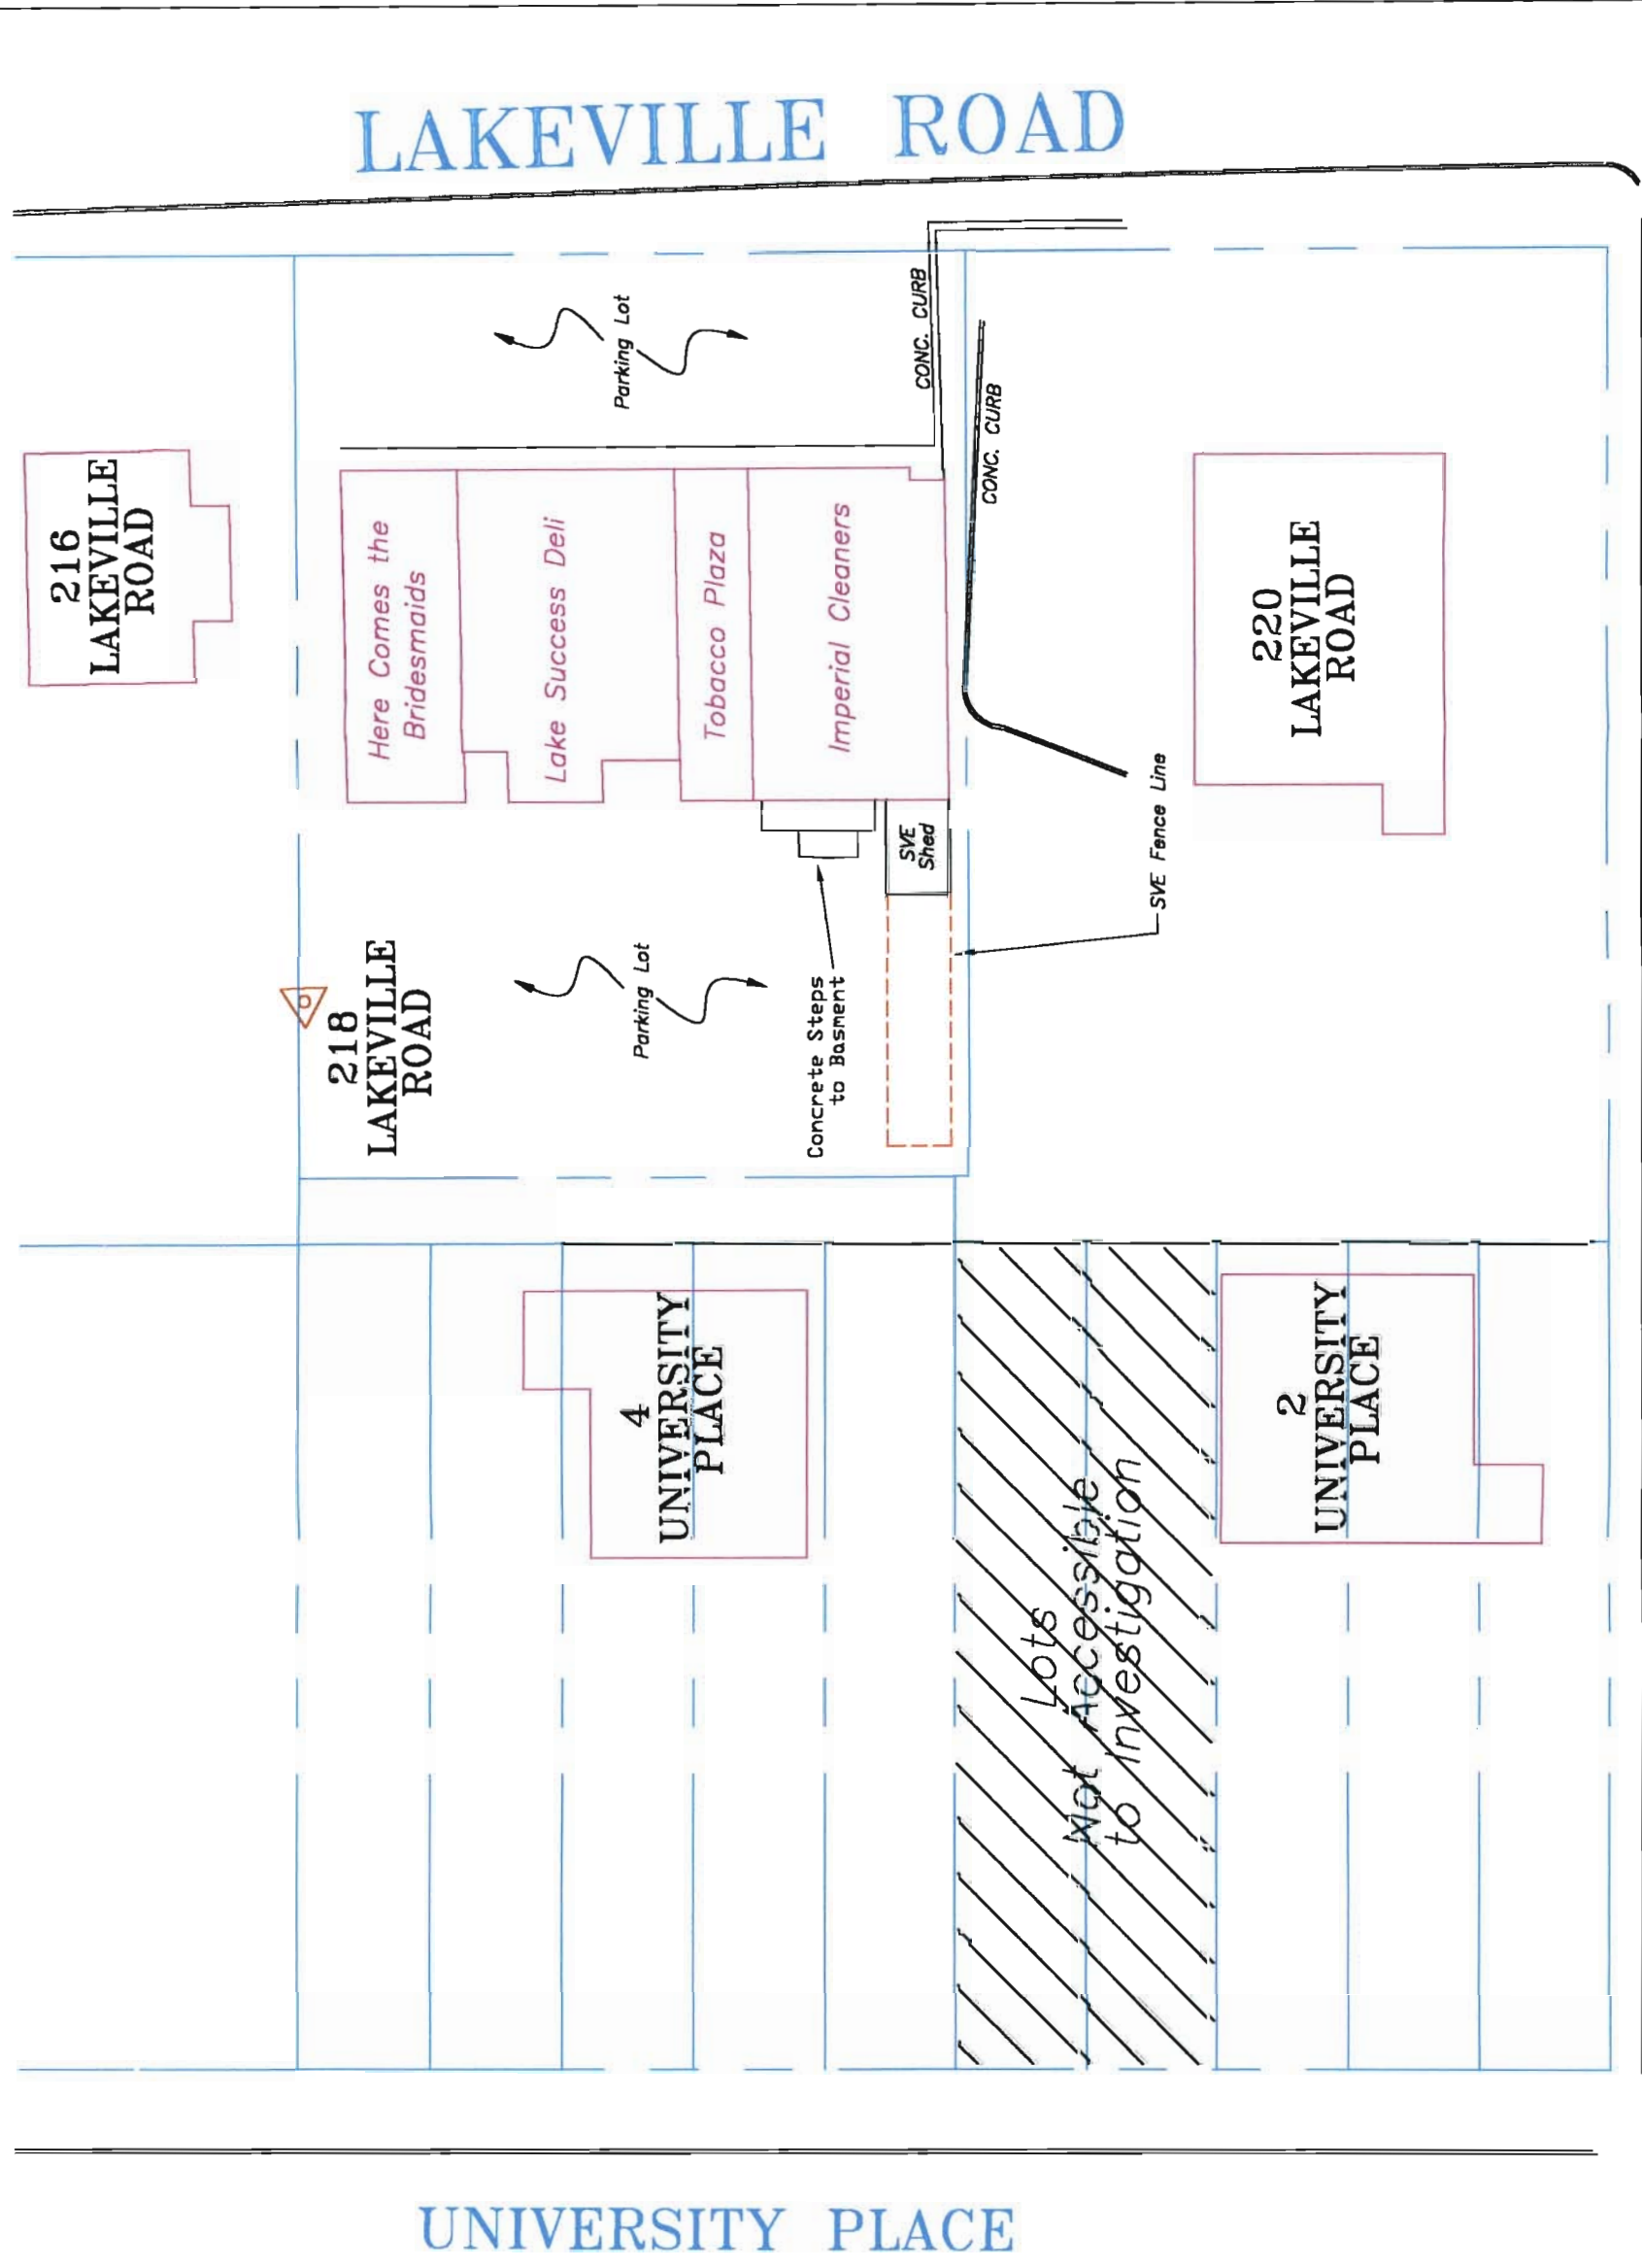 LAKEVILLE ROAD
CONC. CURB
Parking Lot
CONC. CURB
216
LAKEVILLE
ROAD
Here Comes the
Bridesmaids
Lake Success Deli
Tobacco Plaza
Imperial Cleaners
220
LAKEVILLE
ROAD
SVE
Shed
SVE Fence Line
218
LAKEVILLE
ROAD
Parking Lot
Concrete Steps
to Basment
4
UNIVERSITY
PLACE
2
UNIVERSITY
PLACE
Lots
Not Accessible
to Investigation
UNIVERSITY PLACE